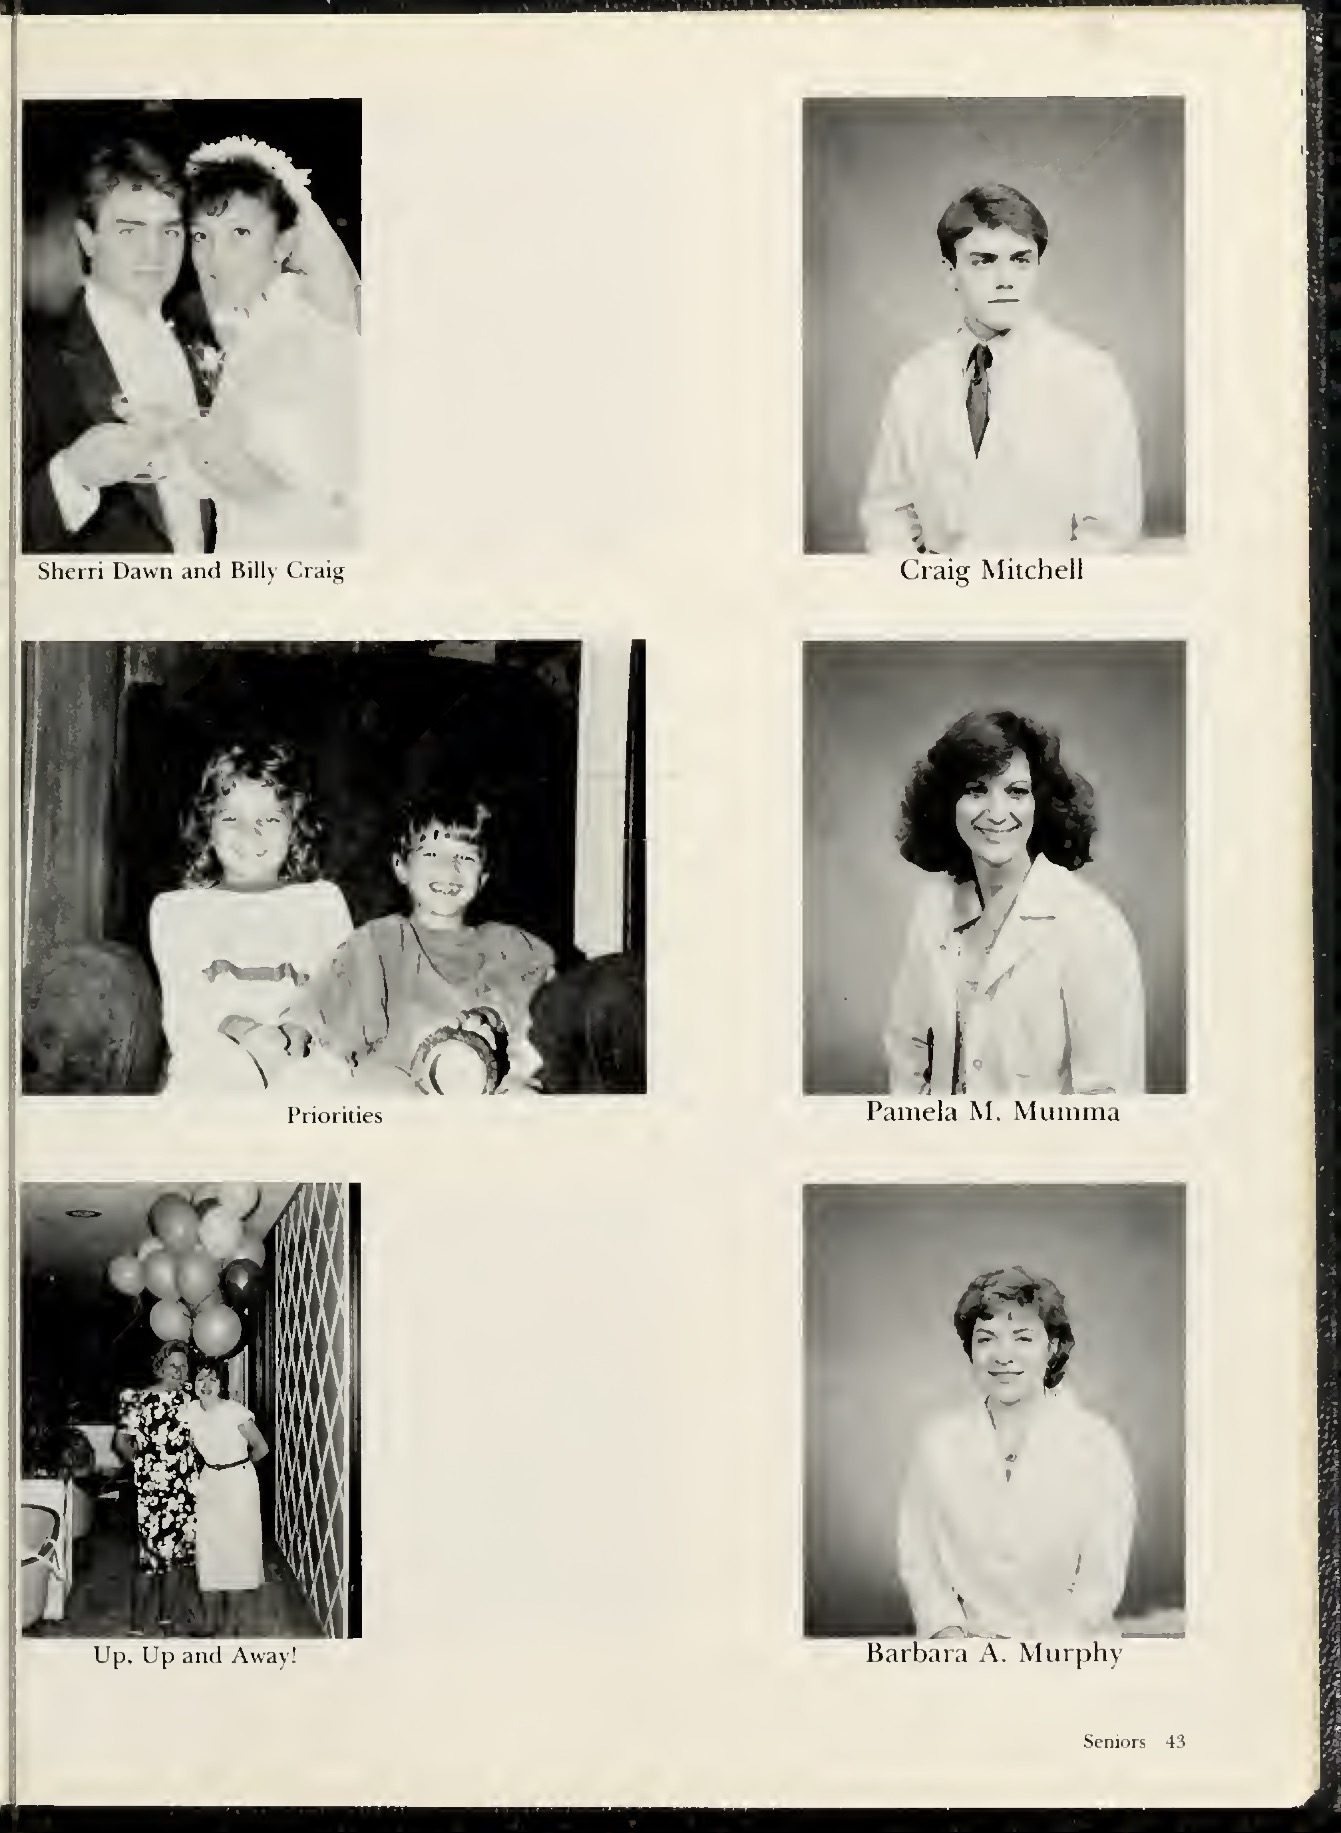 Sherri Dawn and Billy Craig
Craig Mitchell
Priorities
Pamela M. Mumma
Up, Up and Away!
Barbara A. Murphy
Seniors 43